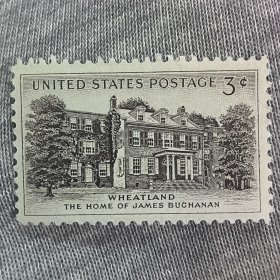 UNITED STATES POSTAGE 3¢
WHEATLAND
THE HOME OF JAMES BUCHANAN